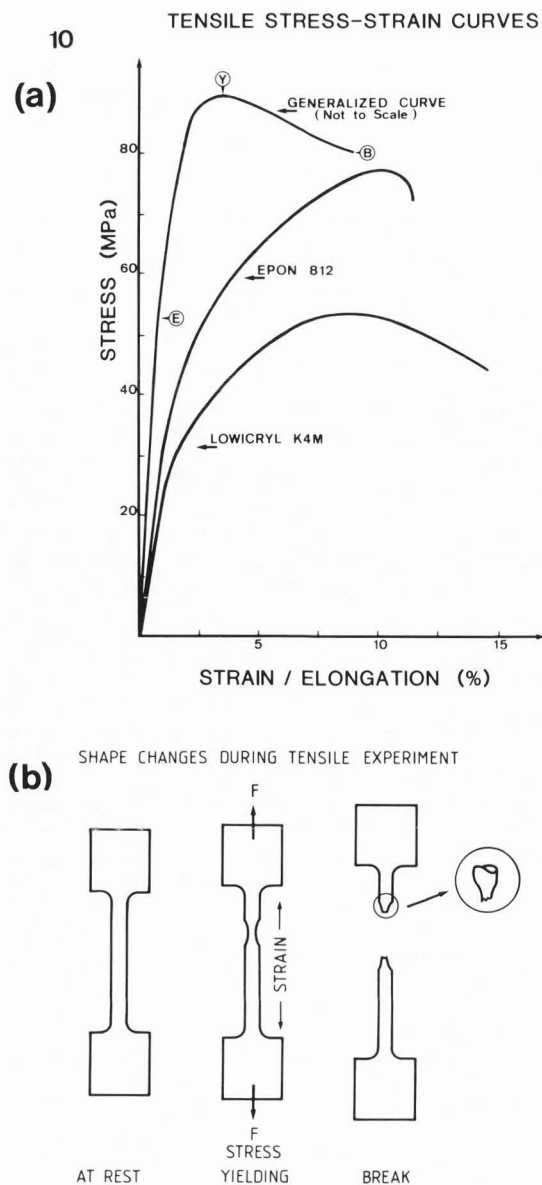 TENSILE STRESS-STRAIN CURVES
10
(a)
Y
GENERALIZED CURVE
(Not to Scale)
B
80
EPON 812
60
E
STRESS (MPa)
40
LOWICRYL K4M
20
5 10 15
STRAIN / ELONGATION (%)
SHAPE CHANGES DURING TENSILE EXPERIMENT
(b)
F
STRAIN
F
STRESS
AT REST YIELDING BREAK